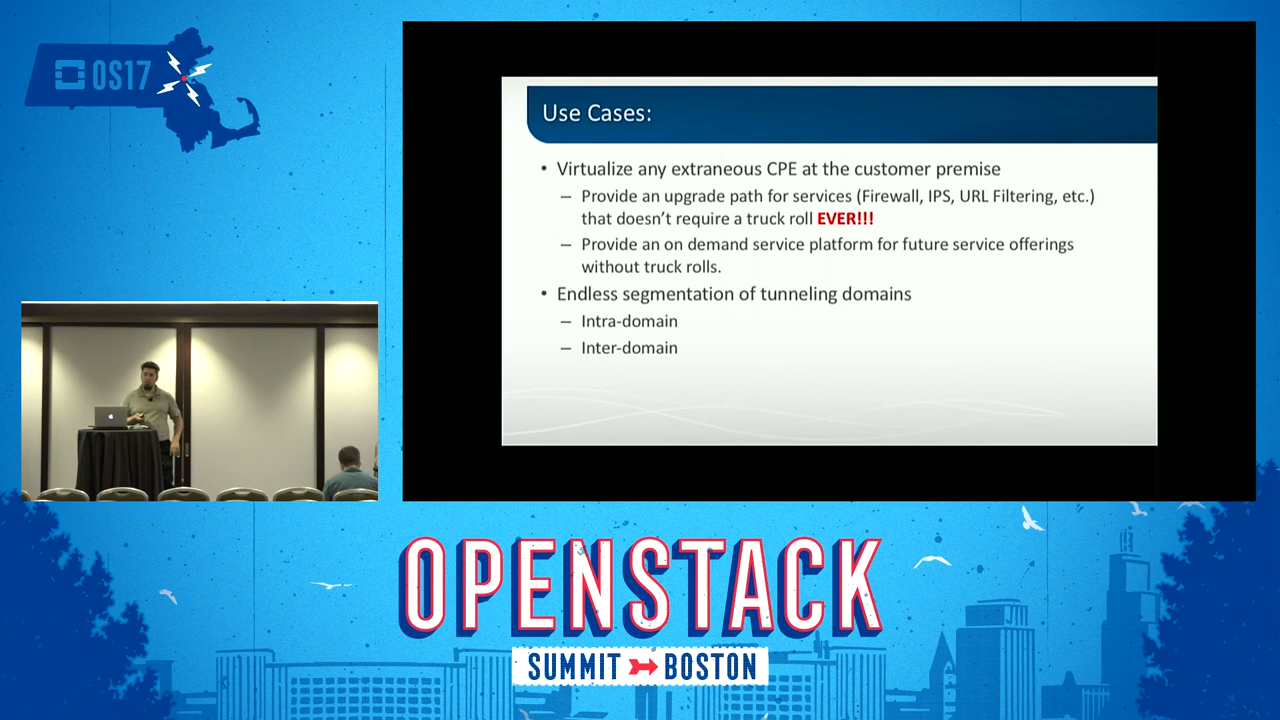 OS17
Use Cases:
• Virtualize any extraneous CPE at the customer premise
– Provide an upgrade path for services (Firewall, IPS, URL Filtering, etc.)
that doesn't require a truck roll EVER!!!
– Provide an on demand service platform for future service offerings
without truck rolls.
• Endless segmentation of tunneling domains
– Intra-domain
– Inter-domain
OPENSTACK
SUMMIT BOSTON